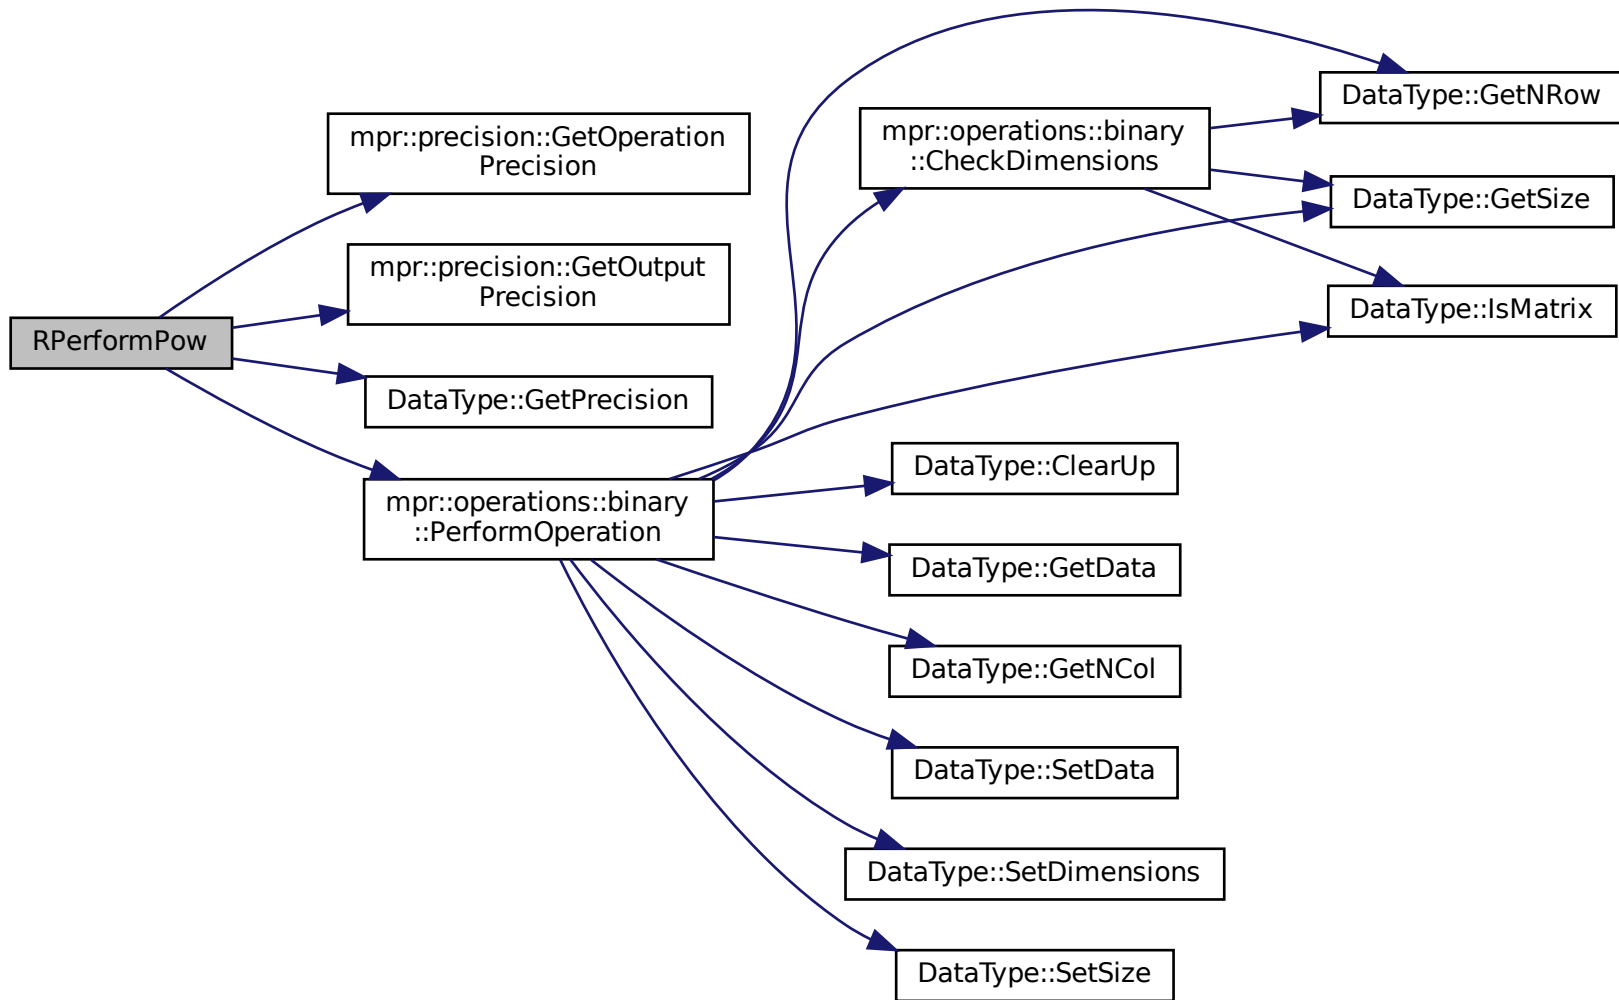 RPerformPow
mpr::precision::GetOperation
Precision
mpr::precision::GetOutput
Precision
DataType::GetPrecision
mpr::operations::binary
::PerformOperation
mpr::operations::binary
::CheckDimensions
DataType::GetNRow
DataType::GetSize
DataType::IsMatrix
DataType::ClearUp
DataType::GetData
DataType::GetNCol
DataType::SetData
DataType::SetDimensions
DataType::SetSize